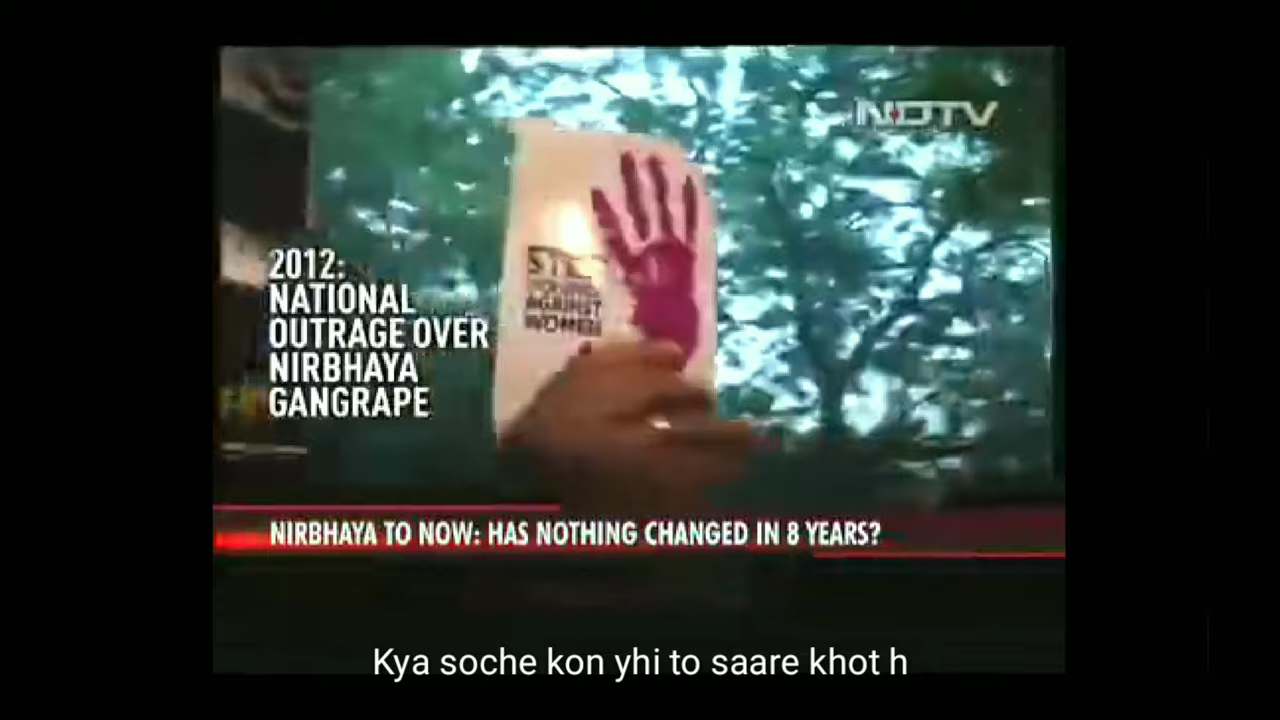 NDTV
2012:
NATIONAL
OUTRAGE OVER
NIRBHAYA
GANGRAPE
AGAINST
WOMEN
NIRBHAYA TO NOW: HAS NOTHING CHANGED IN 8 YEARS?
Kya soche kon yhi to saare khot h